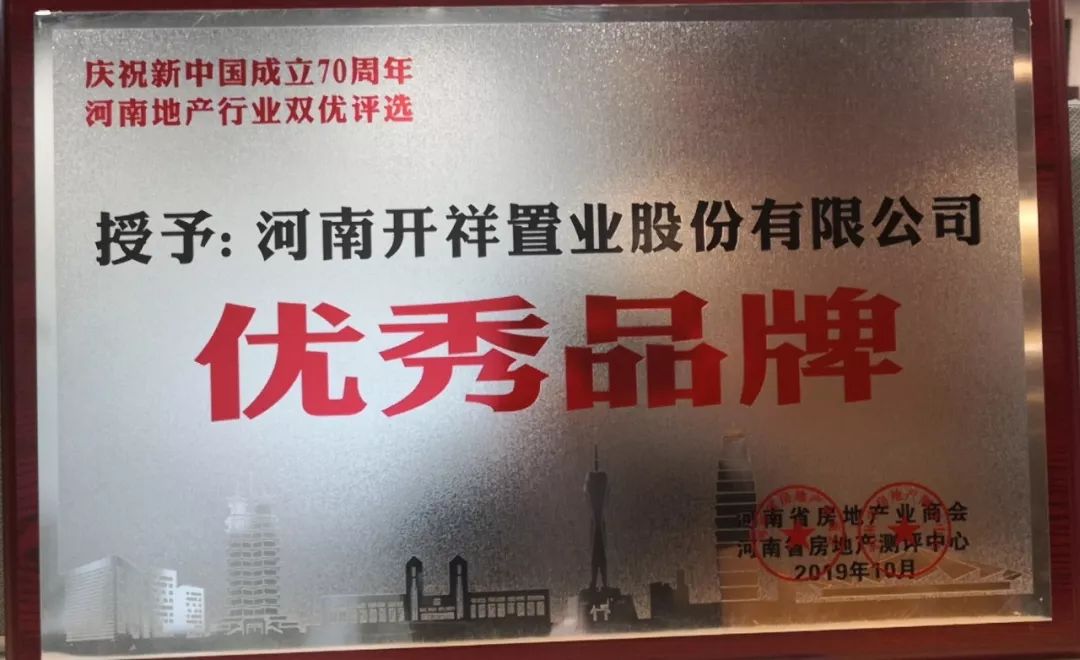 庆祝新中国成立70周年
河南地产行业双优评选
授予:河南开祥置业股份有限公司
优秀品牌
河南省房地产业商会
河南省房地产测评中心
2019年10月